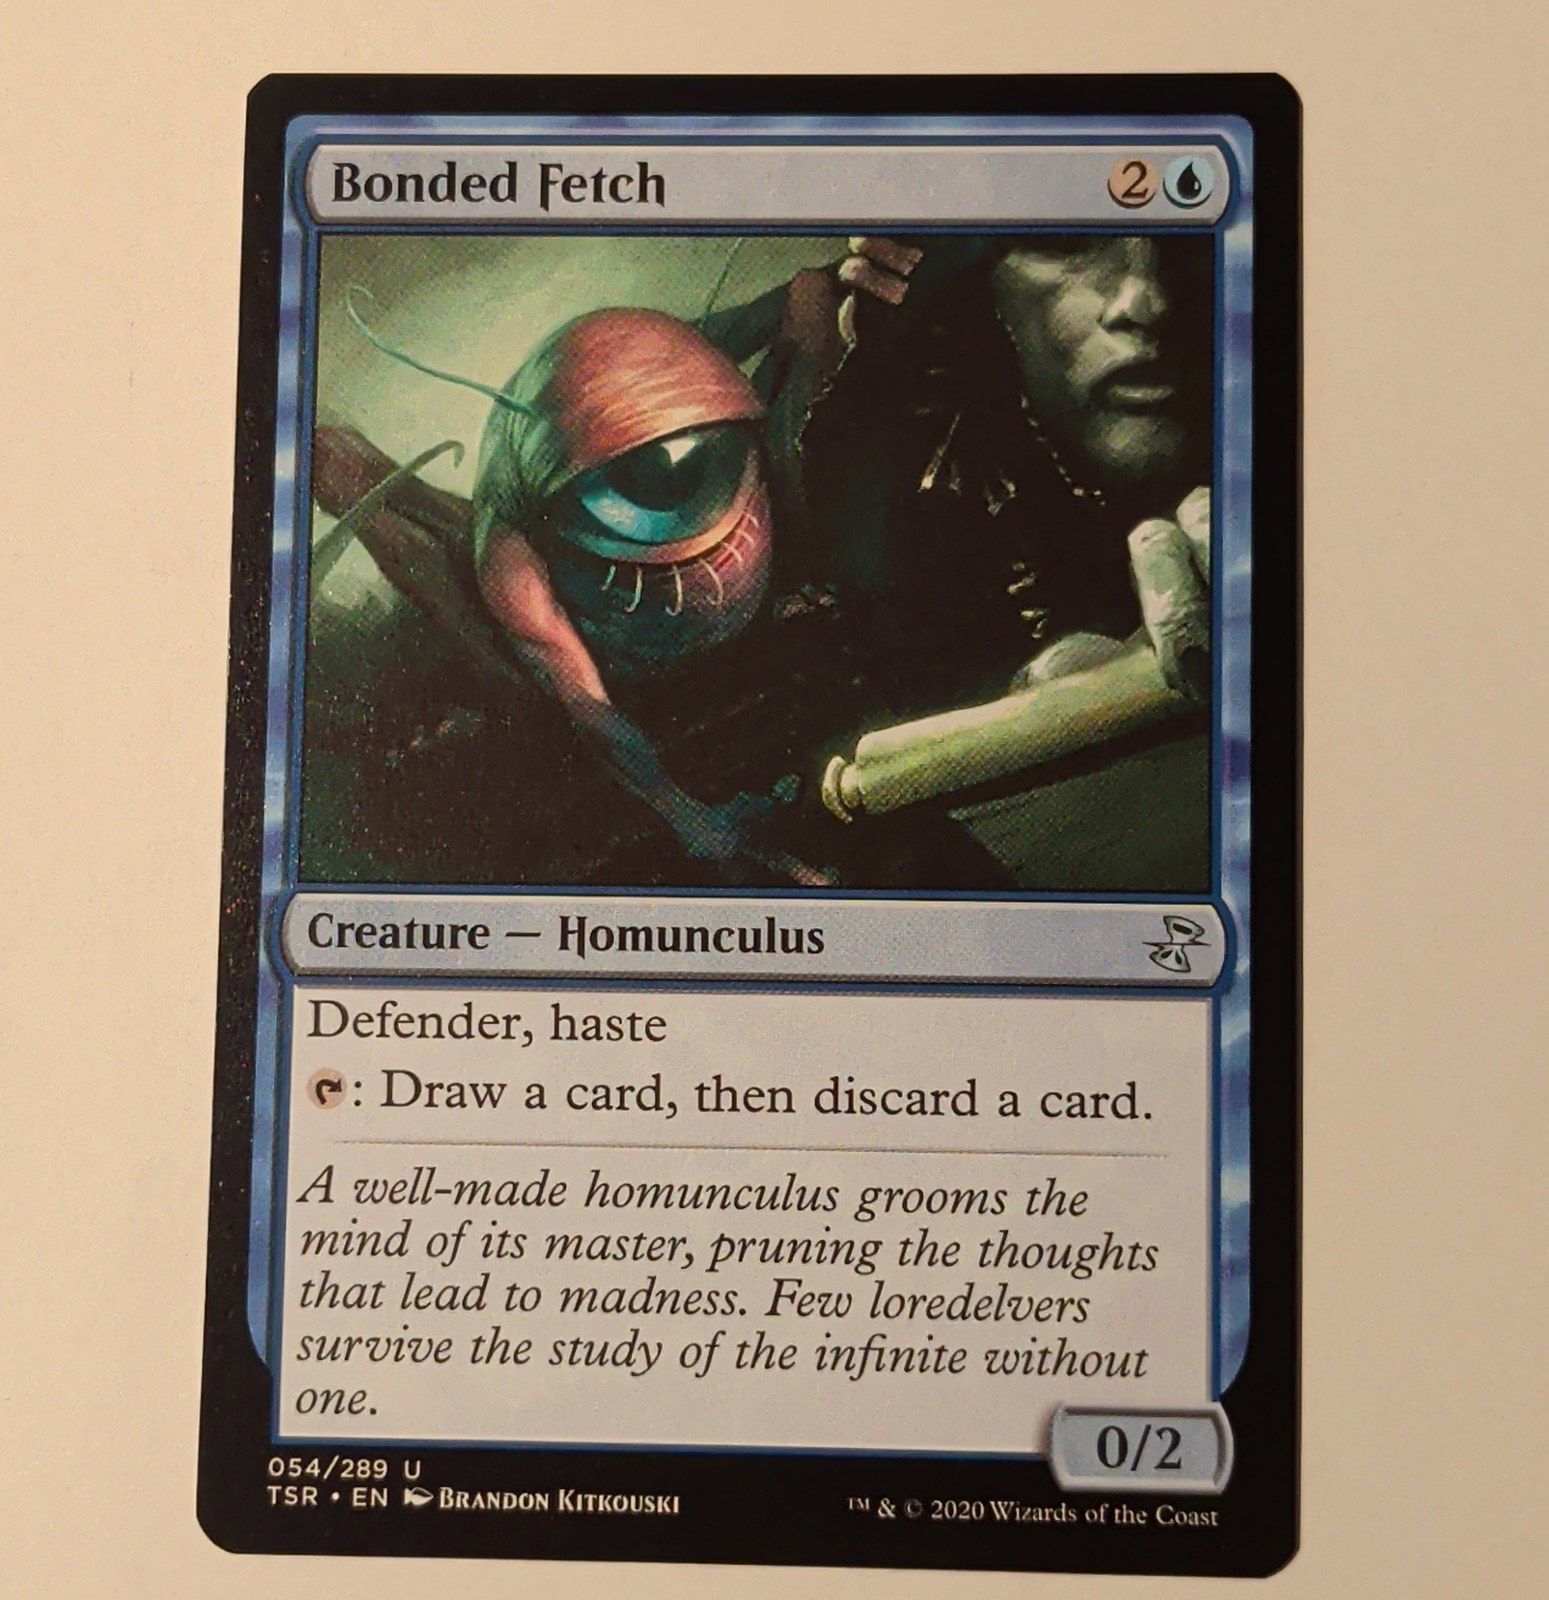 Bonded Fetch 2
Creature — Homunculus
Defender, haste
: Draw a card, then discard a card.
A well-made homunculus grooms the
mind of its master, pruning the thoughts
that lead to madness. Few loredelvers
survive the study of the infinite without
one.
0/2
054/289 U
TSR • EN BRANDON KITKOUSKI
™ & © 2020 Wizards of the Coast